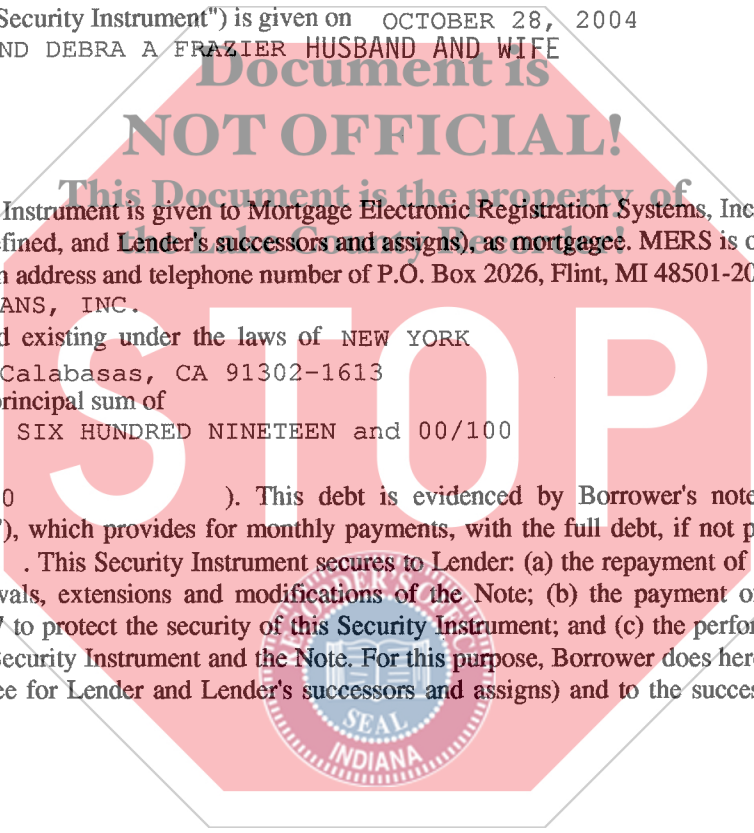 Security Instrument") is given on OCTOBER 28, 2004
ND DEBRA A FRAZIER HUSBAND AND WIFE
Document is
NOT OFFICIAL!
This Document is the property of
Instrument is given to Mortgage Electronic Registration Systems, Inc
the Lake County Recorder!
fined, and Lender's successors and assigns), as mortgagee. MERS is o
n address and telephone number of P.O. Box 2026, Flint, MI 48501-20
ANS, INC.
d existing under the laws of NEW YORK
Calabasas, CA 91302-1613
principal sum of
SIX HUNDRED NINETEEN and 00/100
STOP
0 ). This debt is evidenced by Borrower's note
"), which provides for monthly payments, with the full debt, if not p
. This Security Instrument secures to Lender: (a) the repayment of
vals, extensions and modifications of the Note; (b) the payment o
7 to protect the security of this Security Instrument; and (c) the perfor
Security Instrument and the Note. For this purpose, Borrower does her
ee for Lender and Lender's successors and assigns) and to the succes
SEAL
INDIANA